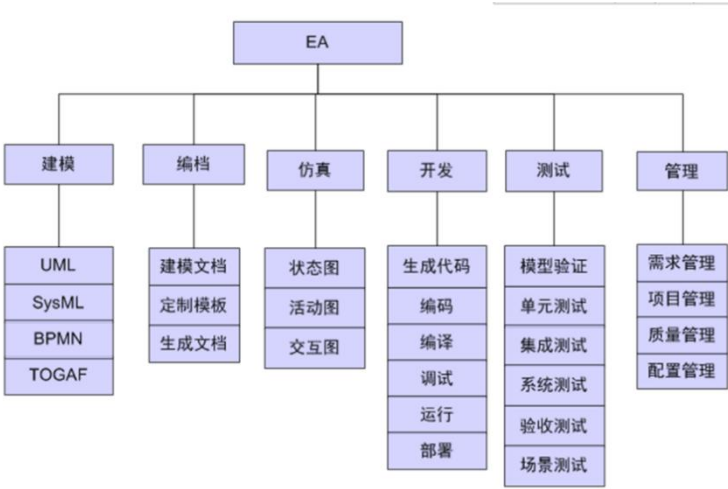 EA
建模
编档
仿真
开发
测试
管理
UML
SysML
BPMN
TOGAF
建模文档
定制模板
生成文档
状态图
活动图
交互图
生成代码
编码
编译
调试
运行
部署
模型验证
单元测试
集成测试
系统测试
验收测试
场景测试
需求管理
项目管理
质量管理
配置管理